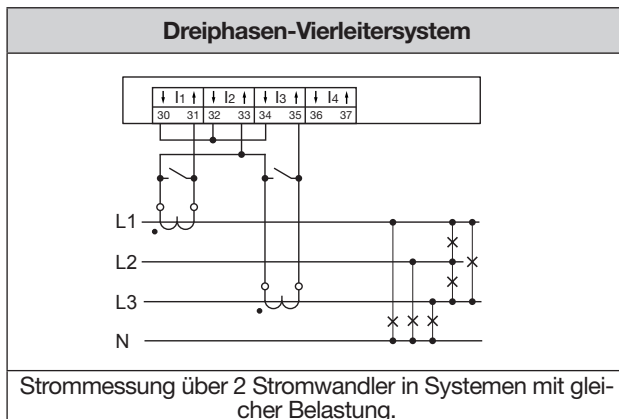 Dreiphasen-Vierleitersystem
I1 I2 I3 I4
30 31 32 33 34 35 36 37
L1
L2
L3
N
Strommessung über 2 Stromwandler in Systemen mit glei-
cher Belastung.